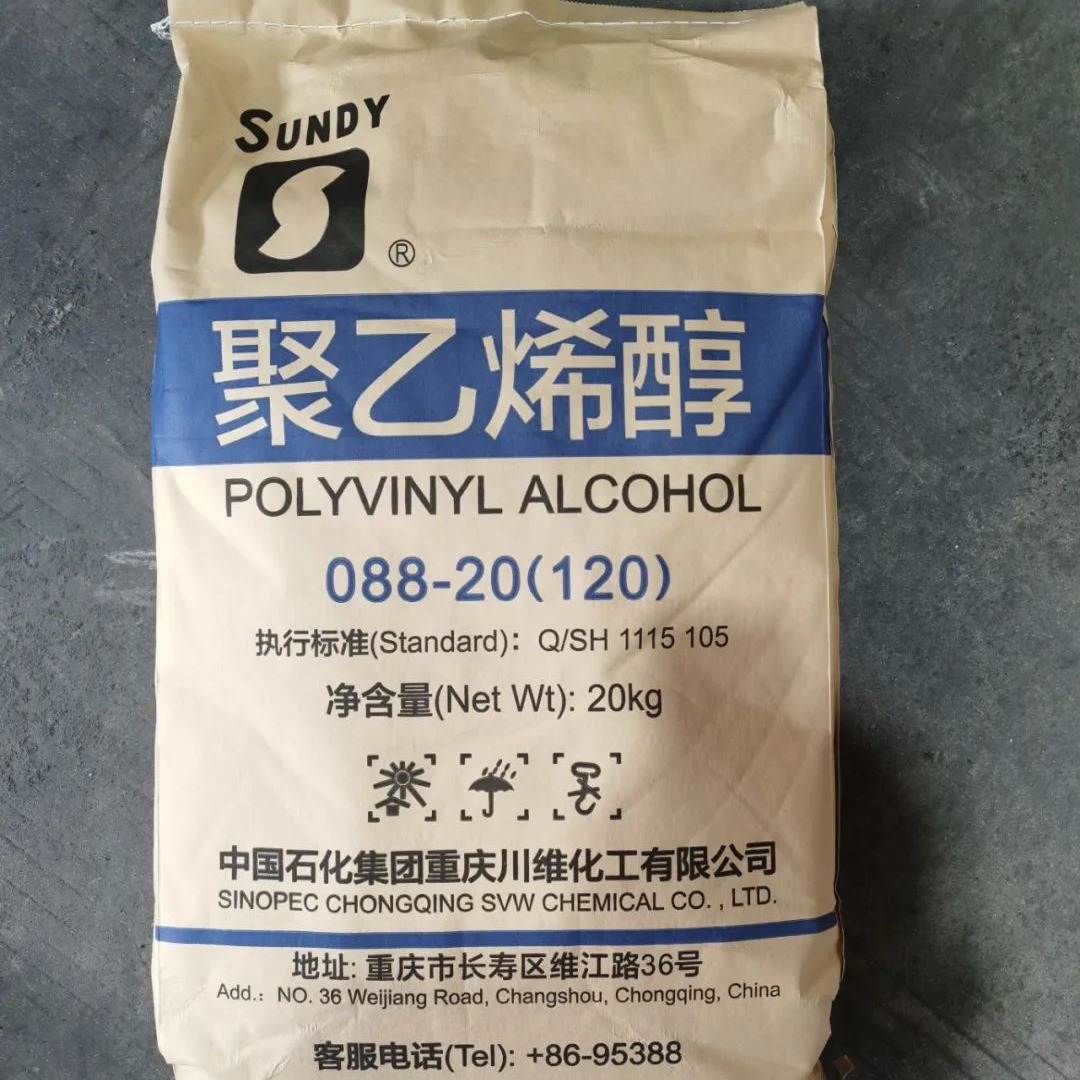 SUNDY
®
聚乙烯醇
POLYVINYL ALCOHOL
088-20(120)
执行标准(Standard)：Q/SH 1115 105
净含量(Net Wt): 20kg
中国石化集团重庆川维化工有限公司
SINOPEC CHONGQING SVW CHEMICAL CO. , LTD.
地址: 重庆市长寿区维江路36号
Add.：NO. 36 Weijiang Road, Changshou, Chongqing, China
客服电话(Tel): +86-95388